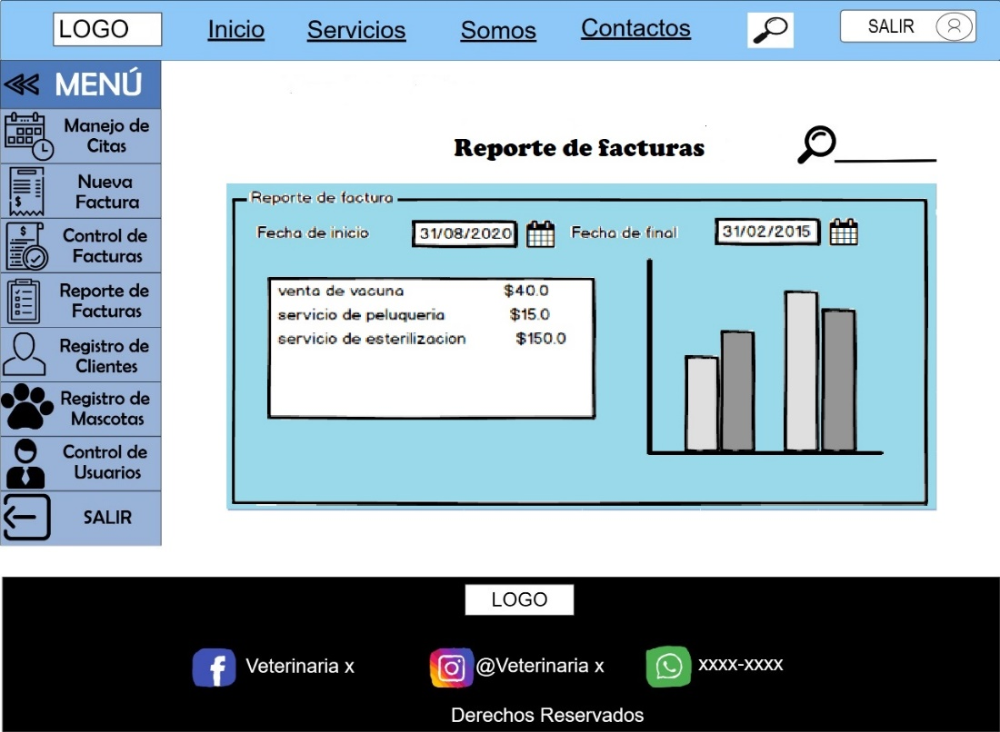 LOGO
Inicio
Servicios
Somos
Contactos
SALIR
MENÚ
Manejo de
Citas
Nueva
Factura
Control de
Facturas
Reporte de
Facturas
Registro de
Clientes
Registro de
Mascotas
Control de
Usuarios
SALIR
Reporte de facturas
Reporte de factura
Fecha de inicio 31/08/2020 Fecha de final 31/02/2015
venta de vacuna $40.0
servicio de peluqueria $15.0
servicio de esterilizacion $150.0
LOGO
Veterinaria x
@Veterinaria x
xxxx-xxxx
Derechos Reservados